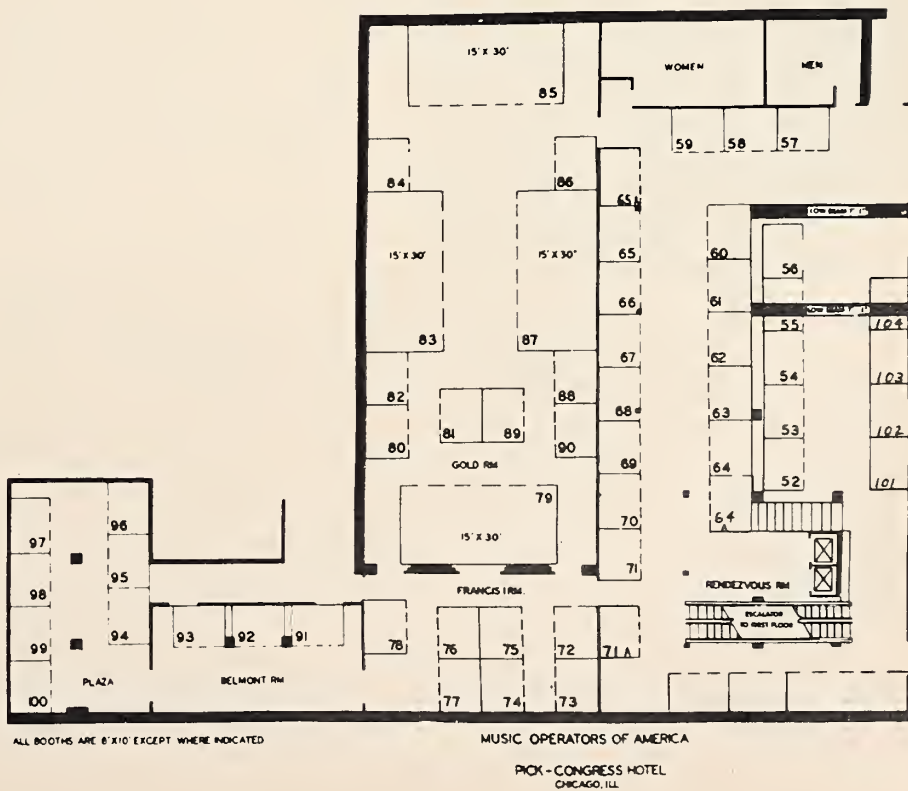 15' X 30'
85
WOMEN
MEN
59
58
57
84
86
65A
15' X 30'
15' X 30"
60
65
56
66
61
83
87
55
104
67
62
54
103
82
88
68
63
81
89
53
102
80
90
GOLD RM.
69
64
52
101
79
96
97
70
64
A
15' X 30'
95
98
71
FRANCIS I RM.
RENDEZVOUS RM
ESCALATOR
TO FIRST FLOOR
94
99
93
92
91
78
76
75
72
71A
PLAZA
BELMONT RM
100
77
74
73
ALL BOOTHS ARE 8'X10' EXCEPT WHERE INDICATED
MUSIC OPERATORS OF AMERICA
PICK-CONGRESS HOTEL
CHICAGO, ILL